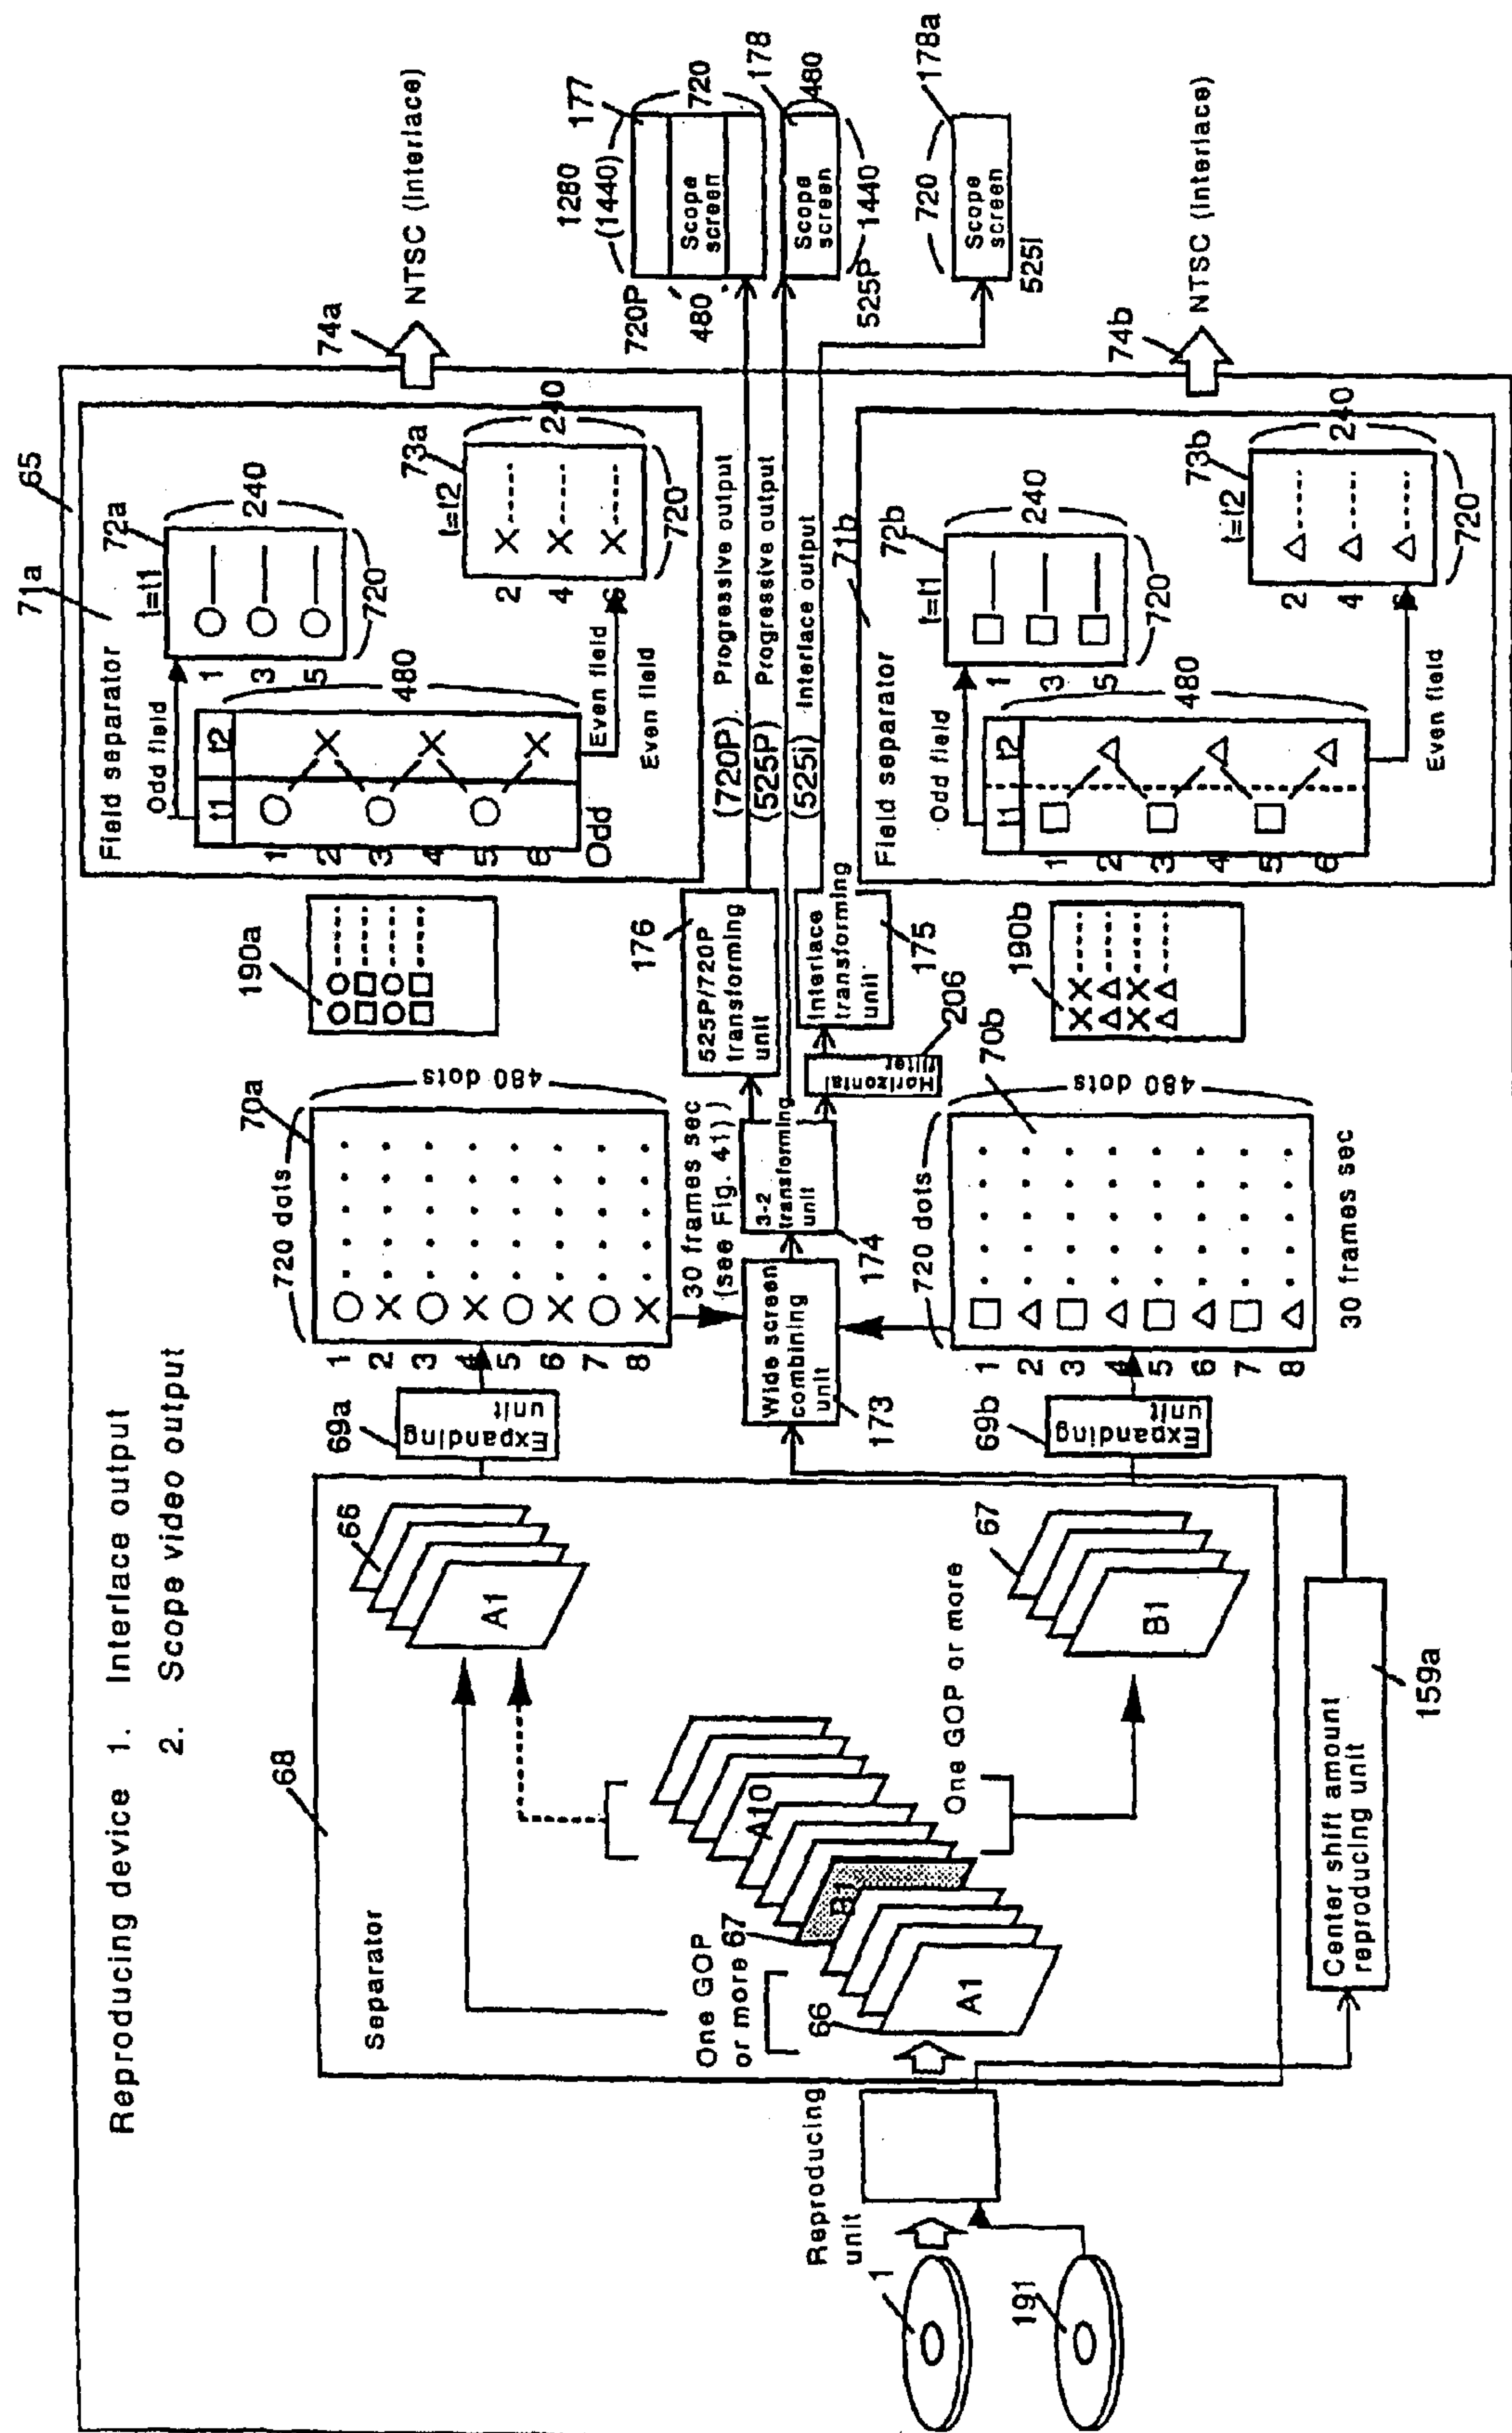 Reproducing device 1. Interlace output
2. Scope video output
65
71a
Field separator
Odd field
t1 t2
1
2
3
4
5
6
Odd
480
72a
t=t1
1
3
5
240
720
73a
t=t2
2
4
6
240
720
Even field
Even field
74a
NTSC (Interlace)
190a
70a
720 dots
480 dots
1
2
3
4
5
6
7
8
30 frames sec
(see Fig. 41)
69a
Expanding
unit
68
Separator
66
A1
One GOP
or more
66
A1
67
B1
A10
One GOP or more
67
B1
Reproducing
unit
1
191
Center shift amount
reproducing unit
159a
Wide screen
combining
unit
173
3-2
transforming
unit
174
176
525P/720P
transforming
unit
Horizontal
filter
206
Interlace
transforming
unit
175
(720P) Progressive output
(525P) Progressive output
(525i) Interlace output
1280
(1440)
177
720
720P
480
Scope
screen
178
480
Scope
screen
525P
1440
720
178a
Scope
screen
525i
69b
Expanding
unit
70b
720 dots
480 dots
1
2
3
4
5
6
7
8
30 frames sec
190b
71b
Field separator
Odd field
t1 t2
1
2
3
4
5
6
480
72b
t=t1
1
3
5
240
720
73b
t=t2
2
4
6
240
720
Even field
74b
NTSC (Interlace)